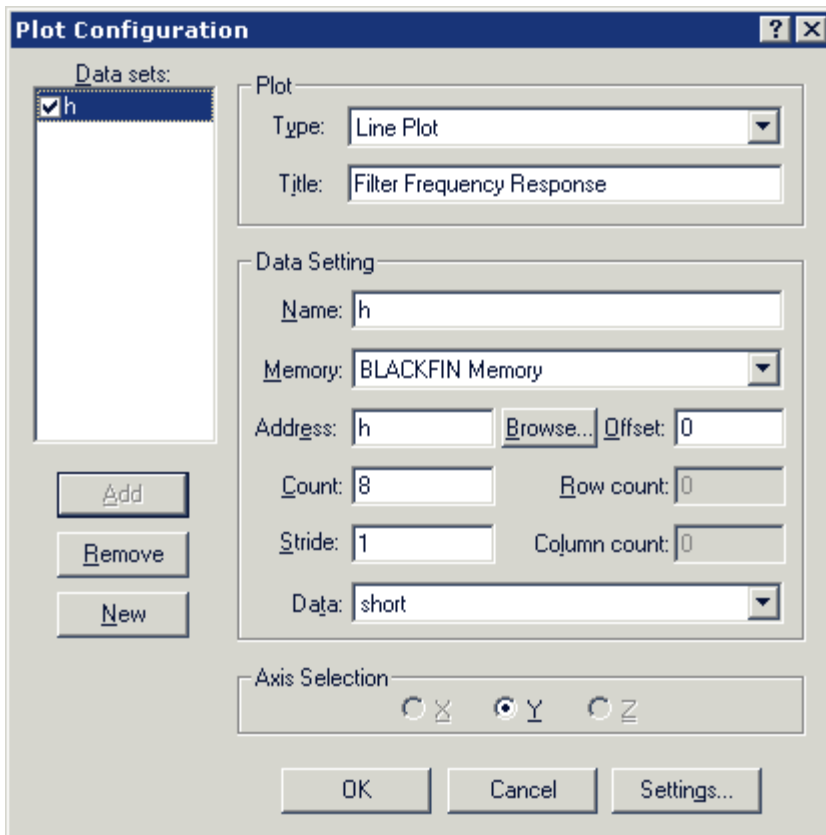 Plot Configuration
Data sets:
h
Add
Remove
New
Plot
Type: Line Plot
Title: Filter Frequency Response
Data Setting
Name: h
Memory: BLACKFIN Memory
Address: h Browse... Offset: 0
Count: 8 Row count: 0
Stride: 1 Column count: 0
Data: short
Axis Selection
X Y Z
OK Cancel Settings...